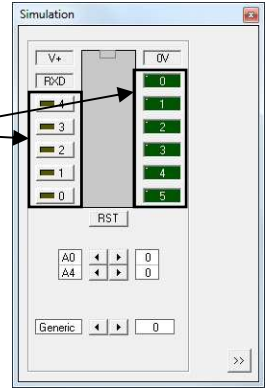 Simulation
V+ 0V
RXD 0
4 1
3 2
2 3
1 4
0 5
RST
A0 0
A4 0
Generic 0
>>